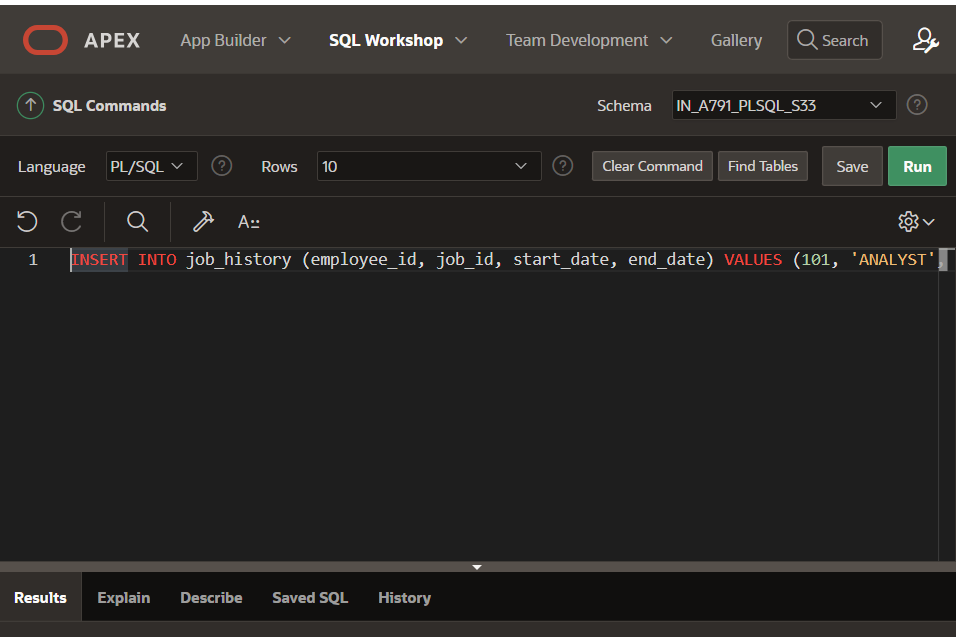 APEX App Builder SQL Workshop Team Development Gallery Search
SQL Commands Schema IN_A791_PLSQL_S33 ?
Language PL/SQL ? Rows 10 ? Clear Command Find Tables Save Run
A::
1 INSERT INTO job_history (employee_id, job_id, start_date, end_date) VALUES (101, 'ANALYST',
Results Explain Describe Saved SQL History